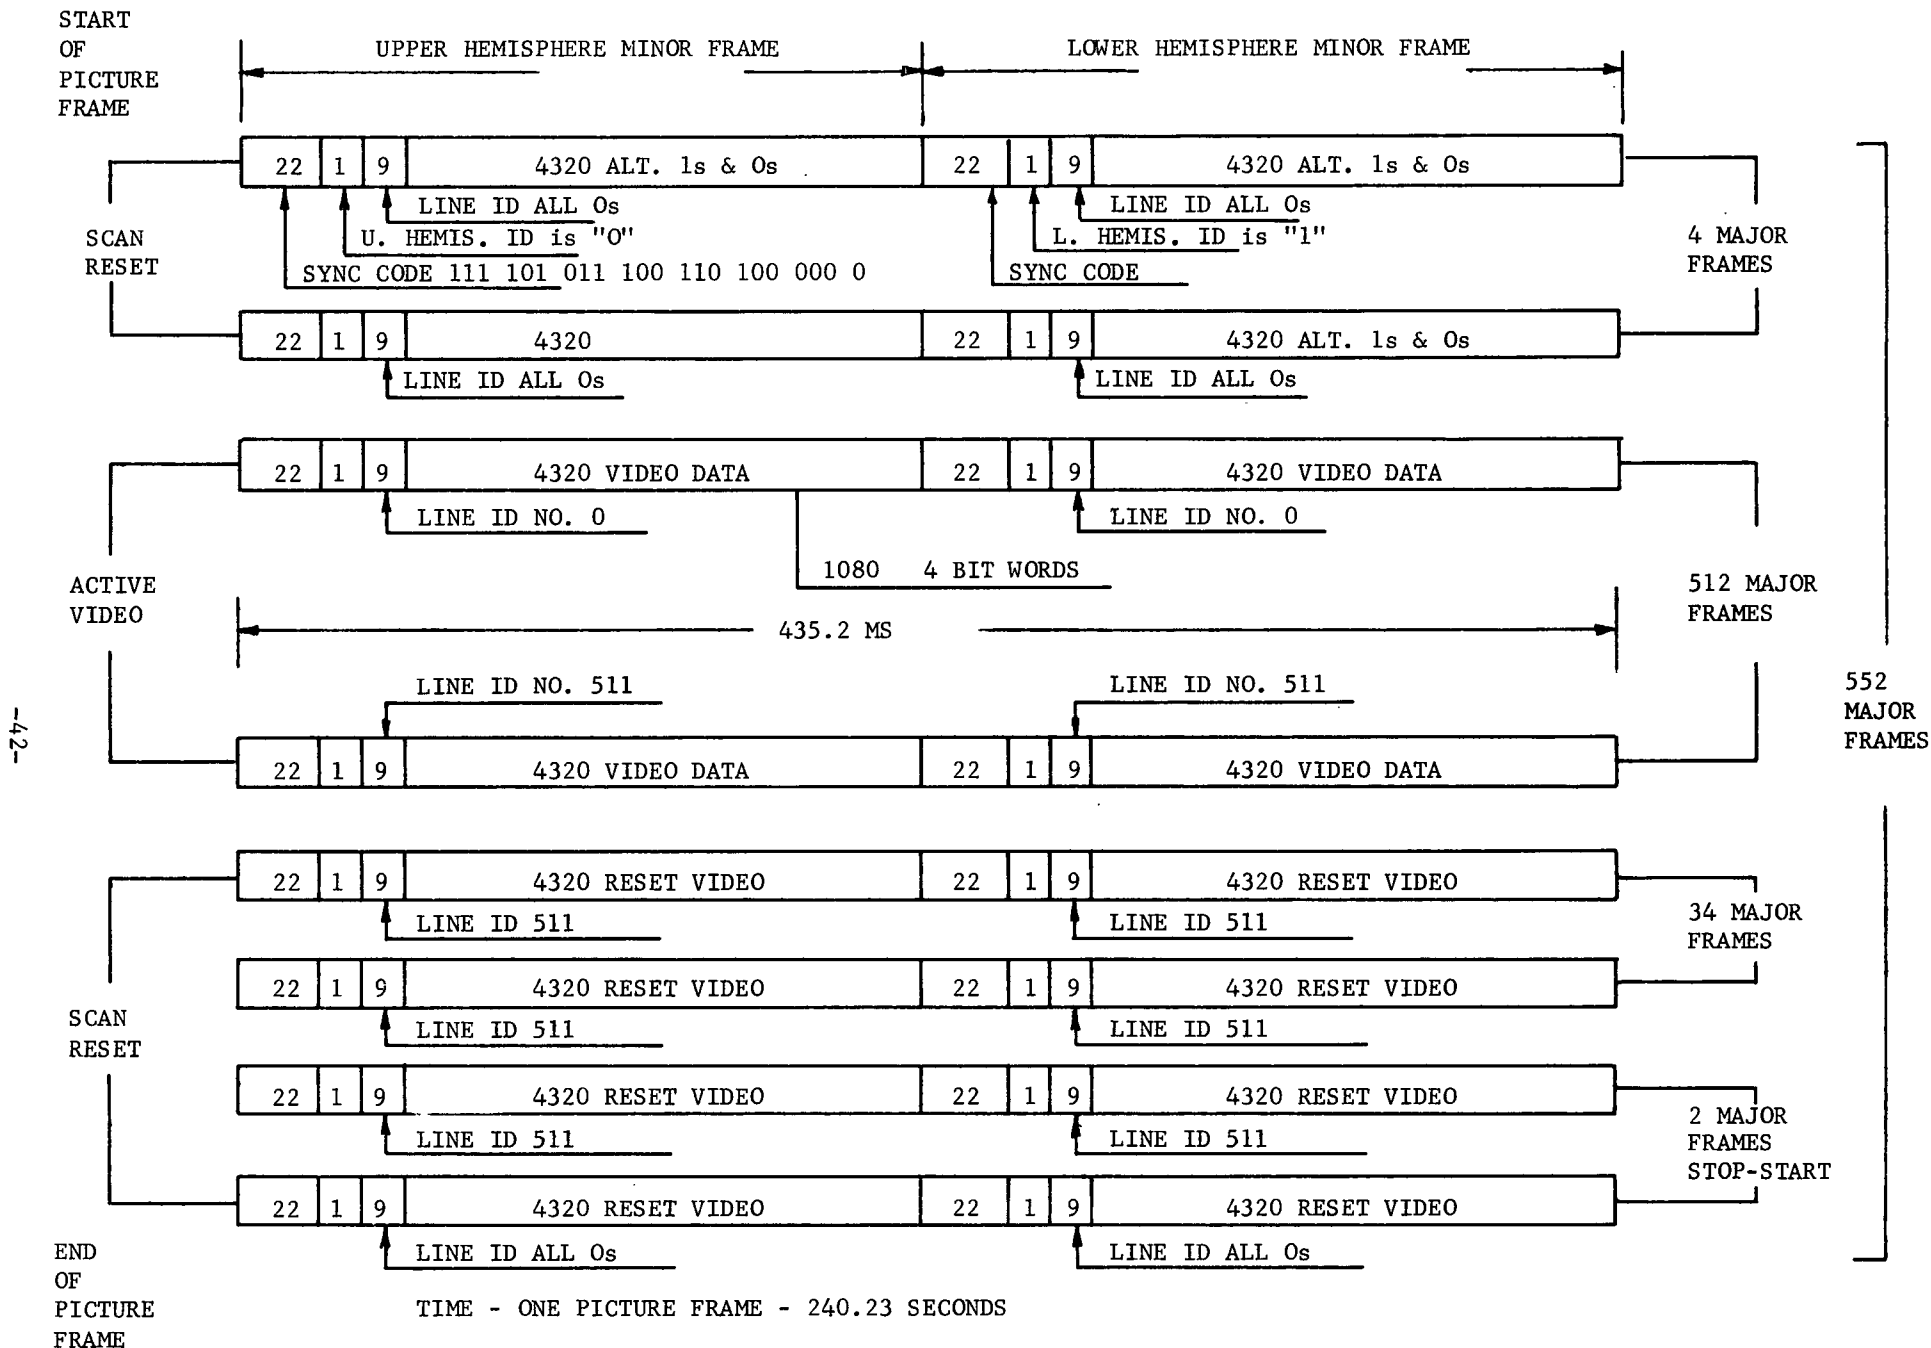 START
OF
PICTURE
FRAME
UPPER HEMISPHERE MINOR FRAME
LOWER HEMISPHERE MINOR FRAME
22 1 9 4320 ALT. 1s & 0s 22 1 9 4320 ALT. 1s & 0s
LINE ID ALL 0s
U. HEMIS. ID is "0"
SYNC CODE 111 101 011 100 110 100 000 0
LINE ID ALL 0s
L. HEMIS. ID is "1"
SYNC CODE
SCAN
RESET
4 MAJOR
FRAMES
22 1 9 4320 22 1 9 4320 ALT. 1s & 0s
LINE ID ALL 0s
LINE ID ALL 0s
22 1 9 4320 VIDEO DATA 22 1 9 4320 VIDEO DATA
LINE ID NO. 0
LINE ID NO. 0
1080 4 BIT WORDS
ACTIVE
VIDEO
512 MAJOR
FRAMES
435.2 MS
LINE ID NO. 511
LINE ID NO. 511
552
MAJOR
FRAMES
-42-
22 1 9 4320 VIDEO DATA 22 1 9 4320 VIDEO DATA
22 1 9 4320 RESET VIDEO 22 1 9 4320 RESET VIDEO
LINE ID 511
LINE ID 511
34 MAJOR
FRAMES
22 1 9 4320 RESET VIDEO 22 1 9 4320 RESET VIDEO
LINE ID 511
LINE ID 511
SCAN
RESET
22 1 9 4320 RESET VIDEO 22 1 9 4320 RESET VIDEO
LINE ID 511
LINE ID 511
2 MAJOR
FRAMES
STOP-START
22 1 9 4320 RESET VIDEO 22 1 9 4320 RESET VIDEO
LINE ID ALL 0s
LINE ID ALL 0s
END
OF
PICTURE
FRAME
TIME - ONE PICTURE FRAME - 240.23 SECONDS